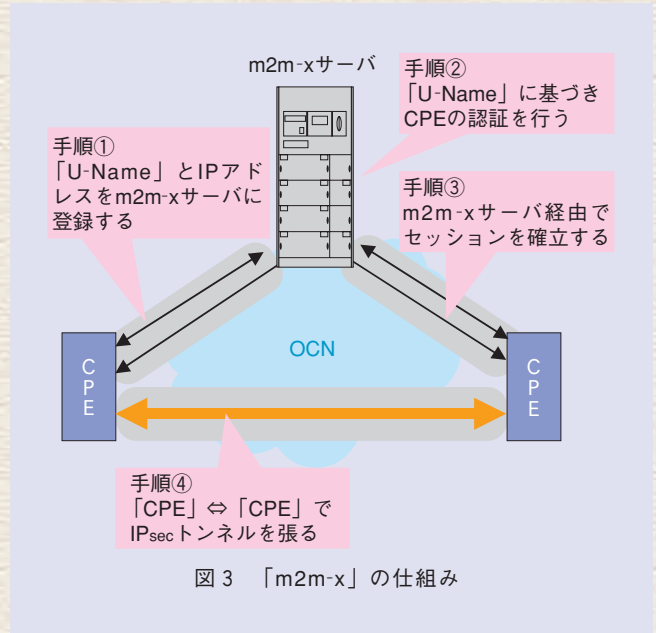 m2m-xサーバ
手順①
「U-Name」とIPアド
レスをm2m-xサーバに
登録する
手順②
「U-Name」に基づき
CPEの認証を行う
手順③
m2m-xサーバ経由で
セッションを確立する
OCN
CPE
CPE
手順④
「CPE」⇔「CPE」で
IPsecトンネルを張る
図3 「m2m-x」の仕組み